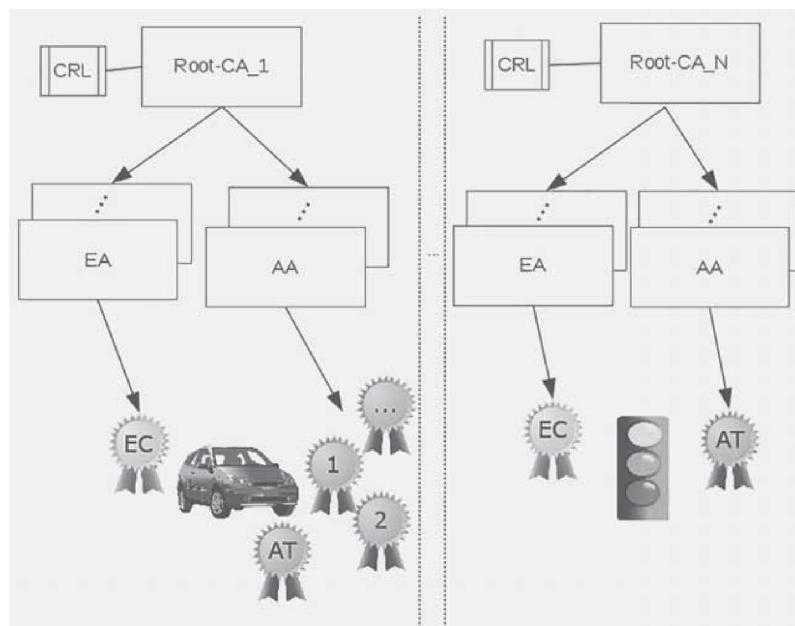 CRL
Root-CA_1
⋰
EA
⋰
AA
EC
...
1
2
AT
...
CRL
Root-CA_N
⋰
EA
⋰
AA
EC
AT